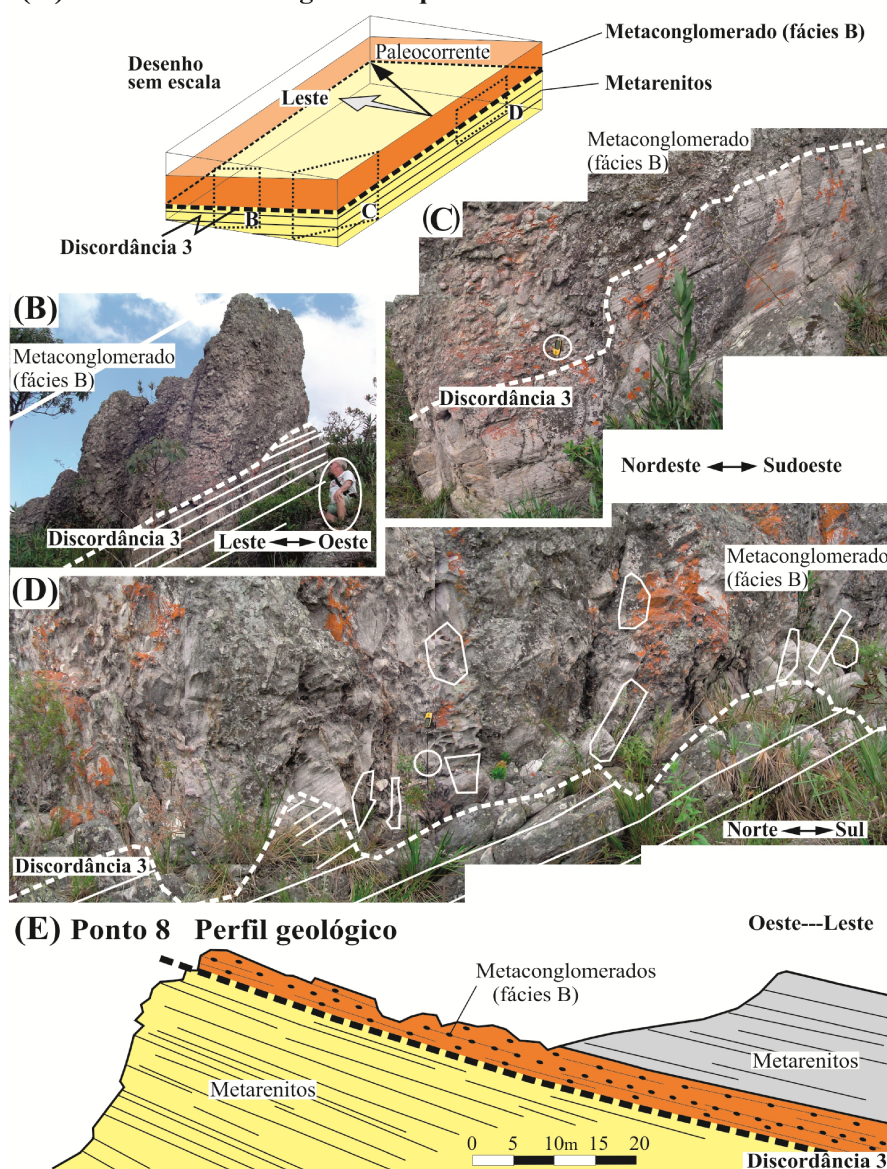 Paleocorrente
Metaconglomerado (fácies B)
Desenho
sem escala
Metarenitos
Leste
D
B
C
Discordância 3
Metaconglomerado
(fácies B)
(C)
Discordância 3
Nordeste Sudoeste
(B)
Metaconglomerado
(fácies B)
Discordância 3
Leste Oeste
(D)
Metaconglomerado
(fácies B)
Norte Sul
Discordância 3
(E) Ponto 8 Perfil geológico
Oeste---Leste
Metaconglomerados
(fácies B)
Metarenitos
Metarenitos
0 5 10m 15 20
Discordância 3